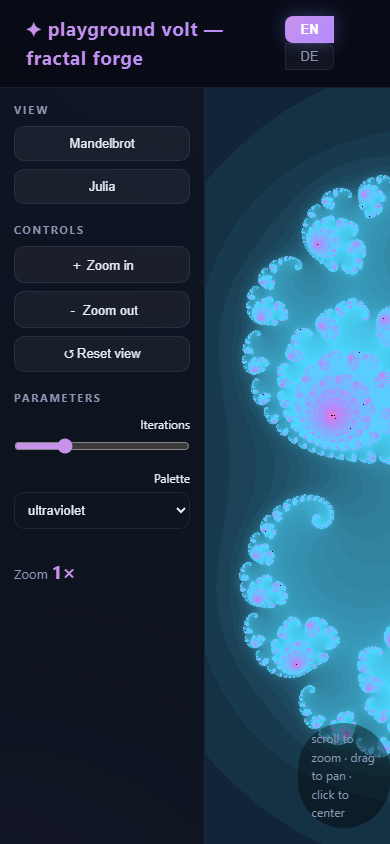 ✦ playground volt —
fractal forge
EN
DE
VIEW
Mandelbrot
Julia
CONTROLS
+ Zoom in
- Zoom out
↺ Reset view
PARAMETERS
Iterations
Palette
ultraviolet
Zoom 1×
scroll to
zoom · drag
to pan ·
click to
center